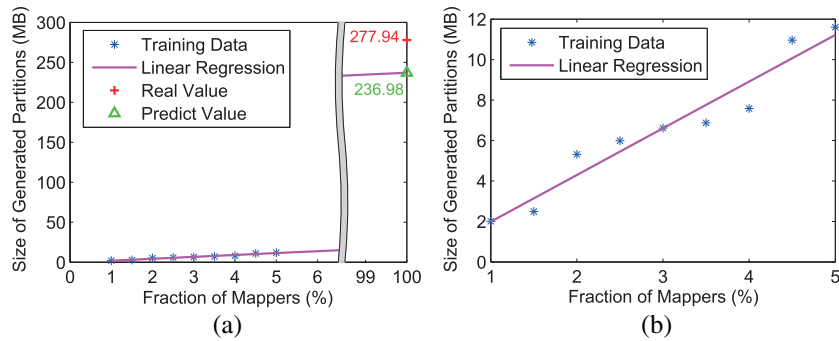 Size of Generated Partitions (MB)
300
250
200
150
100
50
0
Training Data
Linear Regression
Real Value
Predict Value
277.94
236.98
0 1 2 3 4 5 6 99 100
Fraction of Mappers (%)
(a)
Size of Generated Partitions (MB)
12
10
8
6
4
2
0
Training Data
Linear Regression
1 2 3 4 5
Fraction of Mappers (%)
(b)